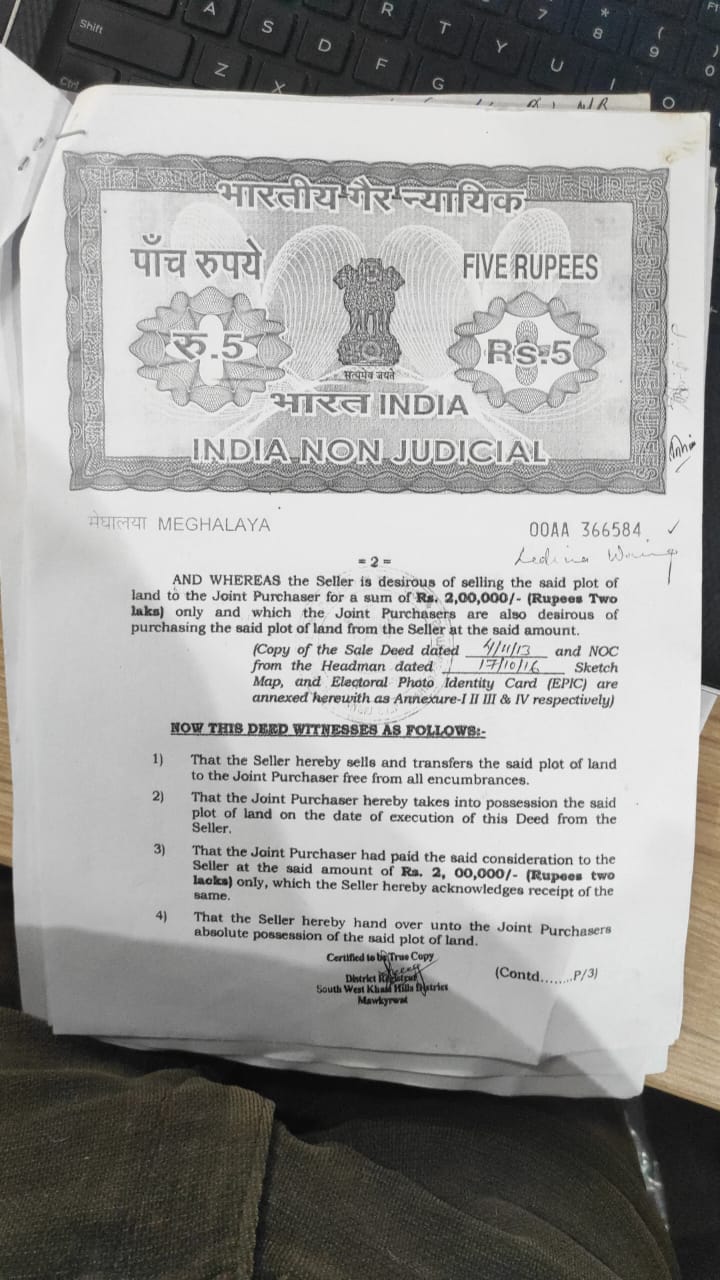 Shift
A
S
D
R
F
T
G
Y
7
U
*
8
I
(
9
)
0
O
Ctrl
Z
X
FIVE RUPEES
भारतीय गैर न्यायिक
पाँच रुपये
FIVE RUPEES
रु.5
Rs.5
सत्यमेव जयते
भारत INDIA
INDIA NON JUDICIAL
मेघालया MEGHALAYA
00AA 366584
= 2 =
AND WHEREAS the Seller is desirous of selling the said plot of
land to the Joint Purchaser for a sum of Rs. 2,00,000/- (Rupees Two
laks) only and which the Joint Purchasers are also desirous of
purchasing the said plot of land from the Seller at the said amount.
(Copy of the Sale Deed dated 4/11/13 and NOC
from the Headman dated 17/10/16 Sketch
Map, and Electoral Photo Identity Card (EPIC) are
annexed herewith as Annexure-I II III & IV respectively)
NOW THIS DEED WITNESSES AS FOLLOWS:-
1) That the Seller hereby sells and transfers the said plot of land
to the Joint Purchaser free from all encumbrances.
2) That the Joint Purchaser hereby takes into possession the said
plot of land on the date of execution of this Deed from the
Seller.
3) That the Joint Purchaser had paid the said consideration to the
Seller at the said amount of Rs. 2, 00,000/- (Rupees two
lacks) only, which the Seller hereby acknowledges receipt of the
same.
4) That the Seller hereby hand over unto the Joint Purchasers
absolute possession of the said plot of land.
Certified to be True Copy
District Registrar
South West Khasi Hills District
Mawkyrwat
(Contd........P/3)